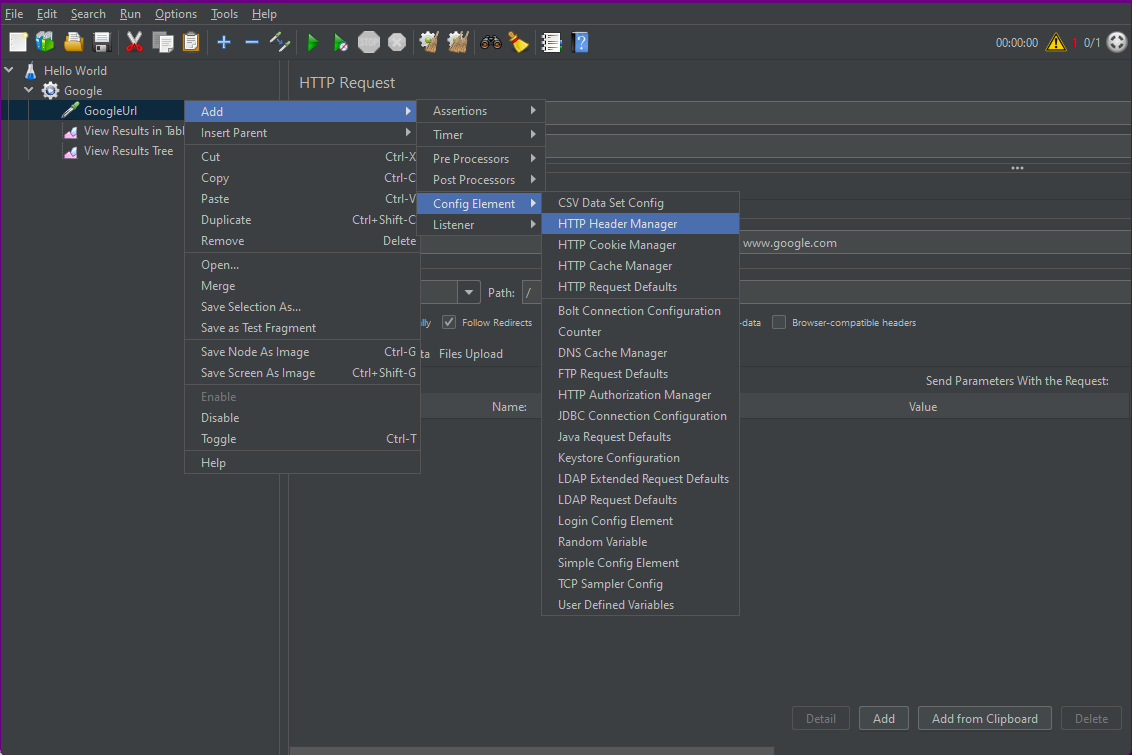 File Edit Search Run Options Tools Help
STOP
00:00:00 1 0/1
Hello World
Google
GoogleUrl
View Results in Tabl
View Results Tree
HTTP Request
Add
Insert Parent
Cut Ctrl-X
Copy Ctrl-C
Paste Ctrl-V
Duplicate Ctrl+Shift-C
Remove Delete
Open...
Merge
Save Selection As...
Save as Test Fragment
Save Node As Image Ctrl-G
Save Screen As Image Ctrl+Shift-G
Enable
Disable
Toggle Ctrl-T
Help
Assertions
Timer
Pre Processors
Post Processors
Config Element
Listener
CSV Data Set Config
HTTP Header Manager
HTTP Cookie Manager
HTTP Cache Manager
HTTP Request Defaults
Bolt Connection Configuration
Counter
DNS Cache Manager
FTP Request Defaults
HTTP Authorization Manager
JDBC Connection Configuration
Java Request Defaults
Keystore Configuration
LDAP Extended Request Defaults
LDAP Request Defaults
Login Config Element
Random Variable
Simple Config Element
TCP Sampler Config
User Defined Variables
www.google.com
Path: /
lly Follow Redirects -data Browser-compatible headers
ta Files Upload
Send Parameters With the Request:
Name: Value
Detail Add Add from Clipboard Delete